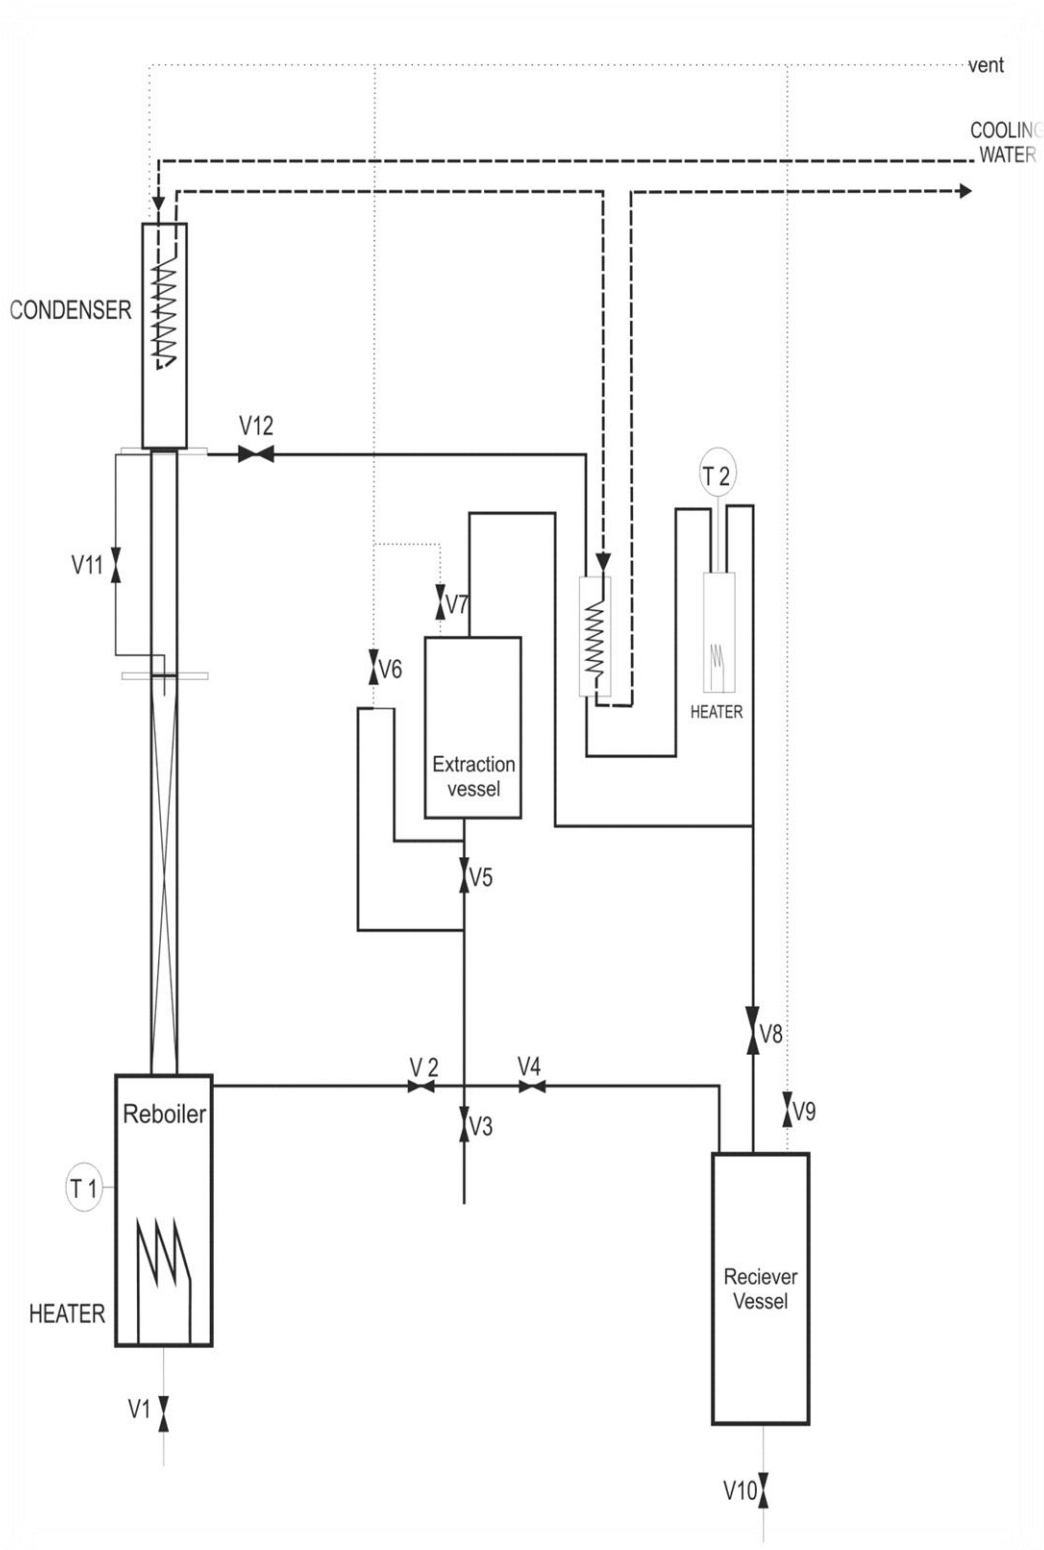 vent
COOLING
WATER
CONDENSER
V12
T 2
V11
V7
V6
HEATER
Extraction
vessel
V5
V8
V 2
V4
V9
Reboiler
V3
T 1
Reciever
Vessel
HEATER
V1
V10